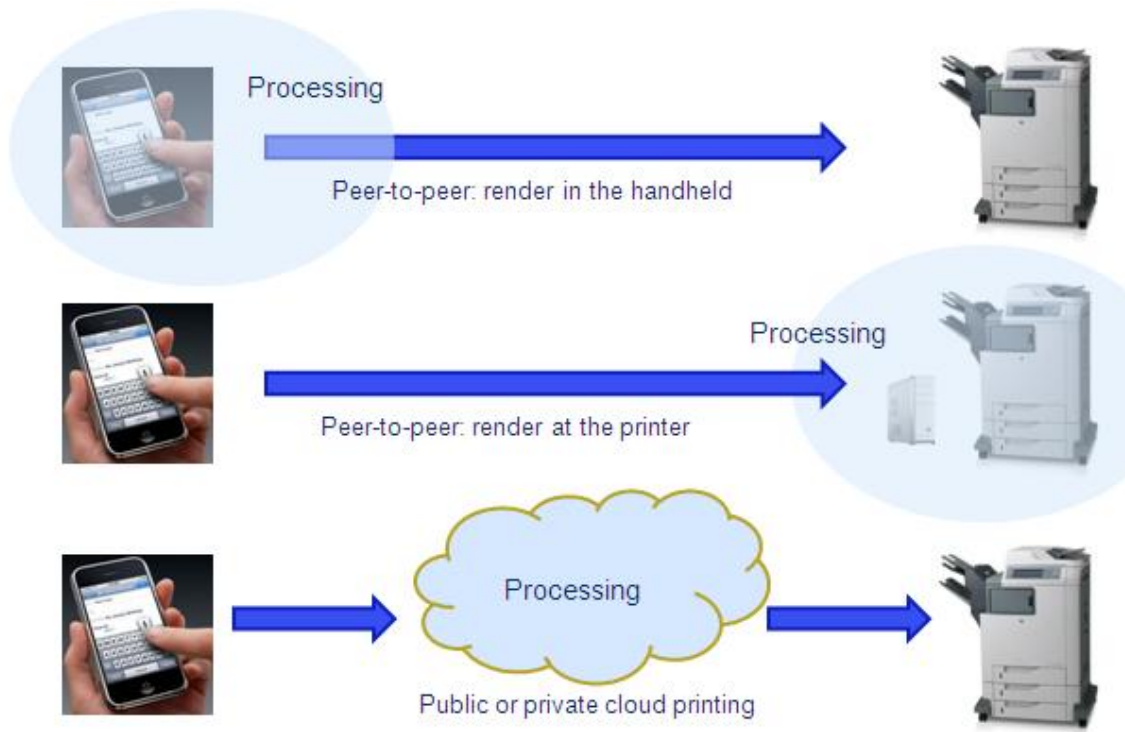 Processing
Peer-to-peer: render in the handheld
Processing
Peer-to-peer: render at the printer
Processing
Public or private cloud printing